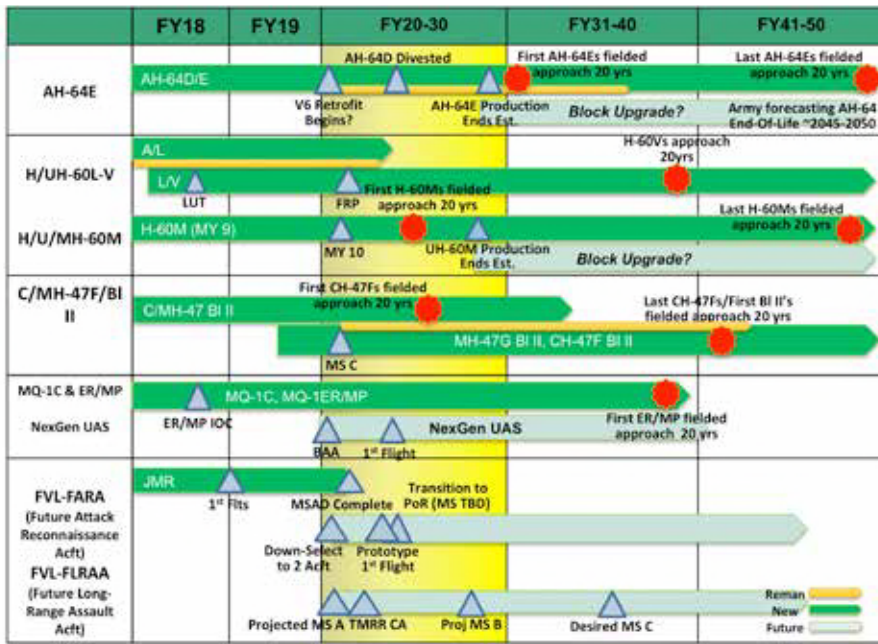 FY18 FY19 FY20-30 FY31-40 FY41-50
AH-64E
AH-64D Divested
First AH-64Es fielded
approach 20 yrs
Last AH-64Es fielded
approach 20 yrs
AH-64D/E
V6 Retrofit
Begins?
AH-64E Production
Ends Est.
Block Upgrade?
Army forecasting AH-64
End-Of-Life ~2045-2050
H/UH-60L-V
A/L
H-60Vs approach
20yrs
L/V
LUT
FRP
First H-60Ms fielded
approach 20 yrs
Last H-60Ms fielded
approach 20 yrs
H/U/MH-60M
H-60M (MY 9)
MY 10
UH-60M Production
Ends Est.
Block Upgrade?
C/MH-47F/Bl
II
First CH-47Fs fielded
approach 20 yrs
Last CH-47Fs/First Bl II's
fielded approach 20 yrs
C/MH-47 Bl II
MH-47G Bl II, CH-47F Bl II
MS C
MQ-1C & ER/MP
MQ-1C, MQ-1ER/MP
ER/MP IOC
First ER/MP fielded
approach 20 yrs
NexGen UAS
NexGen UAS
BAA
1st Flight
JMR
1st Flts
MSAD Complete
Transition to
PoR (MS TBD)
FVL-FARA
(Future Attack
Reconnaissance
Acft)
Down-Select
to 2 Acft
Prototype
1st Flight
FVL-FLRAA
(Future Long-
Range Assault
Acft)
Projected MS A
TMRR CA
Proj MS B
Desired MS C
Reman
New
Future